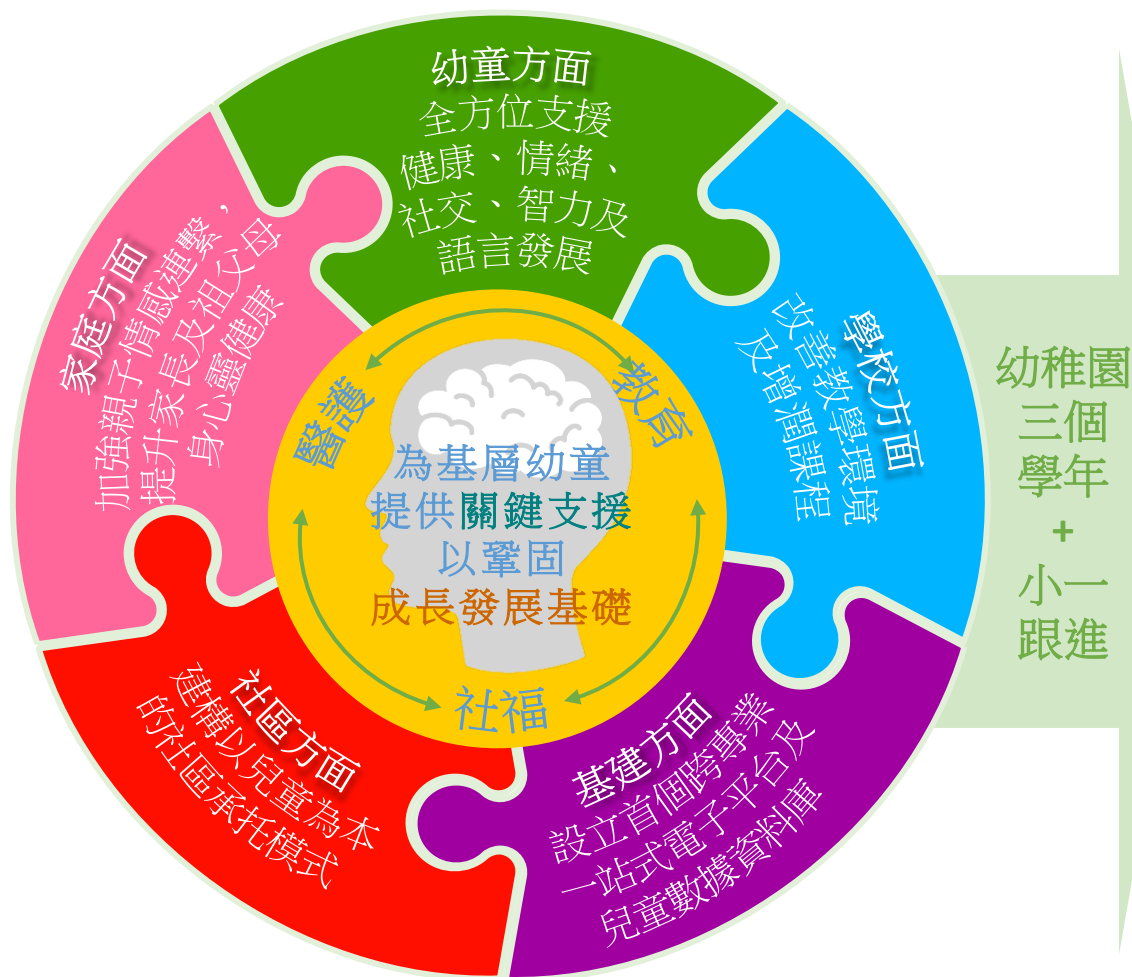 幼童方面
全方位支援
健康、情緒、
社交、智力及
語言發展
學校方面
改善教學環境
及增潤課程
基建方面
設立首個跨專業
一站式電子平台及
兒童數據資料庫
社區方面
建構以兒童為本
的社區承托模式
家庭方面
加強親子情感連繫，
提升家長及祖父母
身心靈健康
醫護
教育
社福
為基層幼童
提供關鍵支援
以鞏固
成長發展基礎
幼稚園
三個
學年
+
小一
跟進